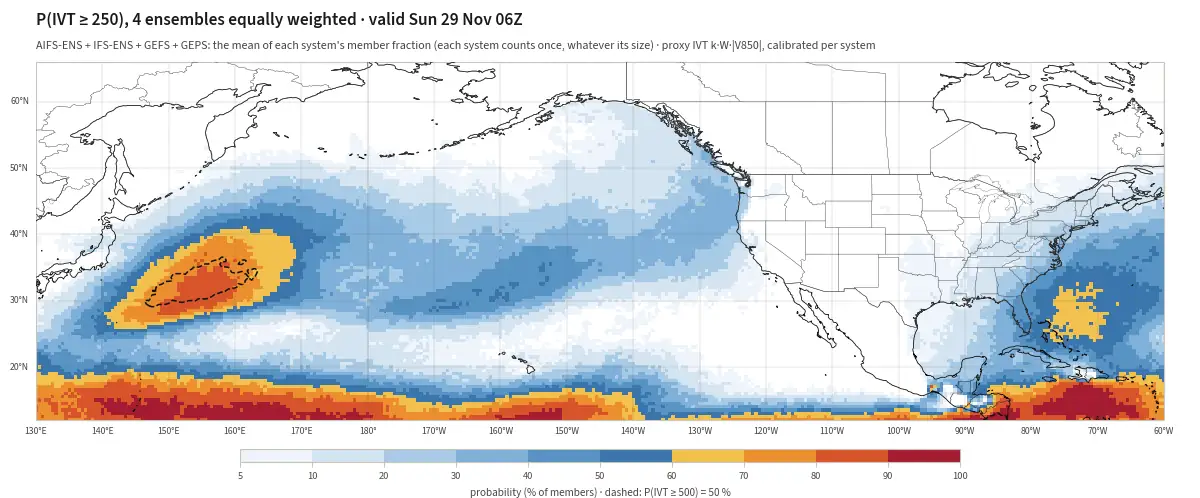 P(IVT ≥ 250), 4 ensembles equally weighted · valid Sun 29 Nov 06Z
AIFS-ENS + IFS-ENS + GEFS + GEPS: the mean of each system's member fraction (each system counts once, whatever its size) · proxy IVT k·W·|V850|, calibrated per system
60°N
50°N
40°N
30°N
20°N
130°E 140°E 150°E 160°E 170°E 180° 170°W 160°W 150°W 140°W 130°W 120°W 110°W 100°W 90°W 80°W 70°W 60°W
5 10 20 30 40 50 60 70 80 90 100
probability (% of members) · dashed: P(IVT ≥ 500) = 50 %